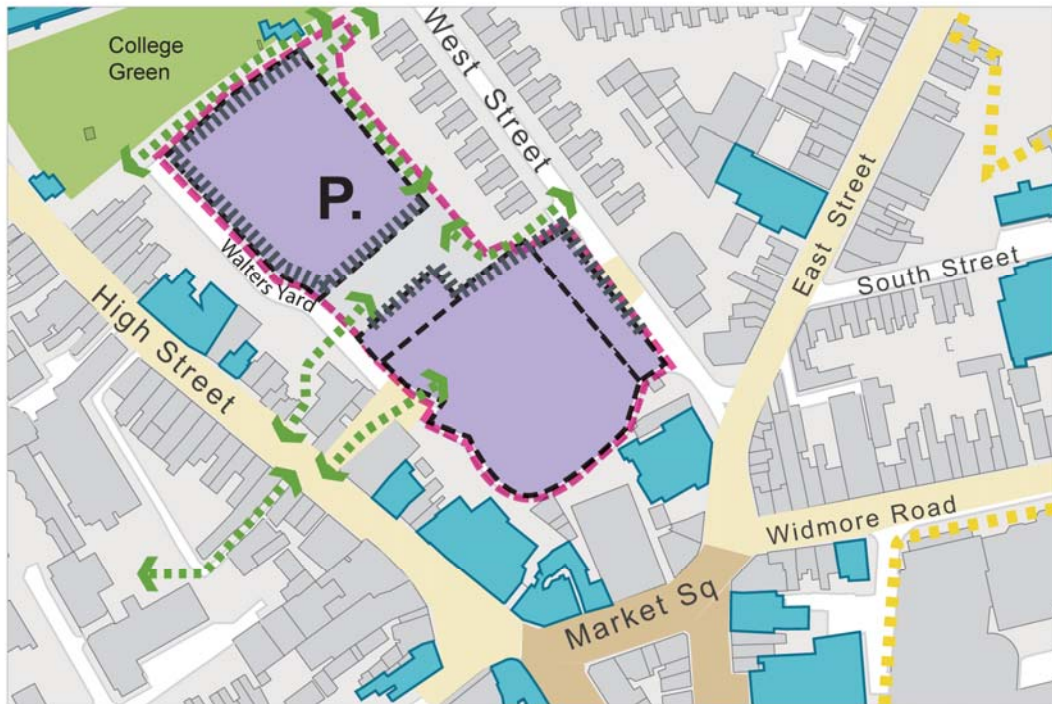 College
Green
West Street
P.
Walters Yard
High Street
East Street
South Street
Widmore Road
Market Sq